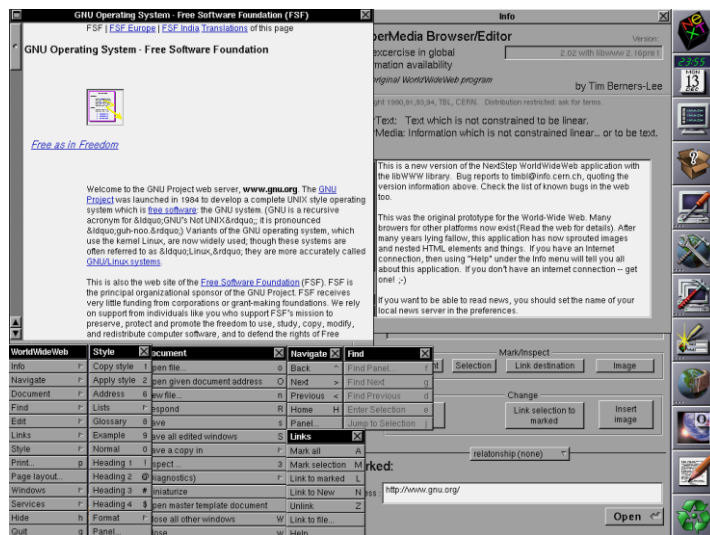 GNU Operating System - Free Software Foundation (FSF)
FSF | FSF Europe | FSF India Translations of this page
GNU Operating System - Free Software Foundation
Free as in Freedom
Welcome to the GNU Project web server, www.gnu.org. The GNU
Project was launched in 1984 to develop a complete UNIX style operating
system which is free software: the GNU system. (GNU is a recursive
acronym for &ldquo;GNU's Not UNIX&rdquo;; it is pronounced
&ldquo;guh-noo.&rdquo;) Variants of the GNU operating system, which
use the kernel Linux, are now widely used; though these systems are
often referred to as &ldquo;Linux,&rdquo; they are more accurately called
GNU/Linux systems.
This is also the web site of the Free Software Foundation (FSF). FSF is
the principal organizational sponsor of the GNU Project. FSF receives
very little funding from corporations or grant-making foundations. We rely
on support from individuals like you who support FSF's mission to
preserve, protect and promote the freedom to use, study, copy, modify,
and redistribute computer software, and to defend the rights of Free
Info
perMedia Browser/Editor
Version:
excercise in global
2.02 with libwww 2.16pre1
mation availability
original WorldWideWeb program
by Tim Berners-Lee
ght 1990,91,93,94, TBL, CERN. Distribution restricted: ask for terms.
Text: Text which is not constrained to be linear.
Media: Information which is not constrained linear... or to be text.
This is a new version of the NextStep WorldWideWeb application with
the libWWW library. Bug reports to timbl@info.cern.ch, quoting the
version information above. Check the list of known bugs in the web
too.
This was the original prototype for the World-Wide Web. Many
browsers for other platforms now exist (Read the web for details). After
many years lying fallow, this application has now sprouted images
and nested HTML elements and things. If you have an Internet
connection, then using "Help" under the Info menu will tell you all
about this application. If you don't have an internet connection -- get
one! ;-)
If you want to be able to read news, you should set the name of your
local news server in the preferences.
23:55
MON
13
DEC
WorldWideWeb
Info
Navigate
Document
Find
Edit
Links
Style
Print... p
Page layout...
Windows
Services
Hide h
Quit q
Style
Copy style 1
Apply style 2
Address 6
Lists
Glossary 8
Example 9
Normal 0
Heading 1 !
Heading 2 @
Heading 3 #
Heading 4 $
Format
Panel...
ocument
pen file... o
pen given document address O
ew file... n
espond R
ave s
ave all edited windows S
ave a copy in
nspect... 3
diagnostics)
iniaturize
pen master template document
lose all other windows W
lose w
Navigate
Back ^
Next >
Previous <
Home H
Panel...
Find
Find Panel... f
Find Next g
Find Previous d
Enter Selection e
Jump to Selection j
Links
Mark all A
Mark selection M
Link to marked L
Link to New N
Unlink Z
Link to file...
Help
Mark/Inspect
nt
Selection
Link destination
Image
Change
Link selection to
marked
Insert
image
relationship (none)
rked:
ess :
http://www.gnu.org/
Open